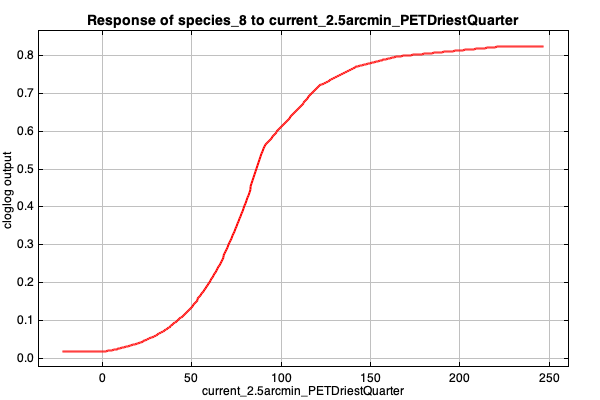 Response of species_8 to current_2.5arcmin_PETDriestQuarter
cloglog output
0.8
0.7
0.6
0.5
0.4
0.3
0.2
0.1
0.0
0 50 100 150 200 250
current_2.5arcmin_PETDriestQuarter